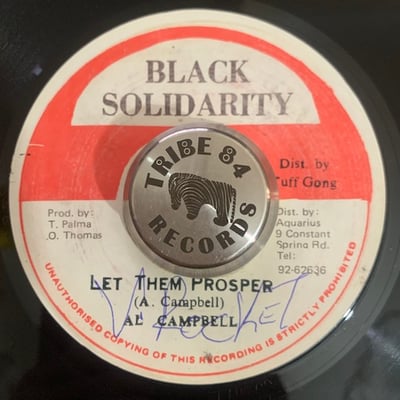 BLACK
SOLIDARITY
TRIBE 84
RECORDS
Dist. by
Tuff Gong
Prod. by:
T. Palma
O. Thomas
Dist. by:
Aquarius
9 Constant
Spring Rd.
Tel:
92-62636
LET THEM PROSPER
(A. Campbell)
AL CAMPBELL
UNAUTHORISED COPYING OF THIS RECORDING IS STRICTLY PROHIBITED